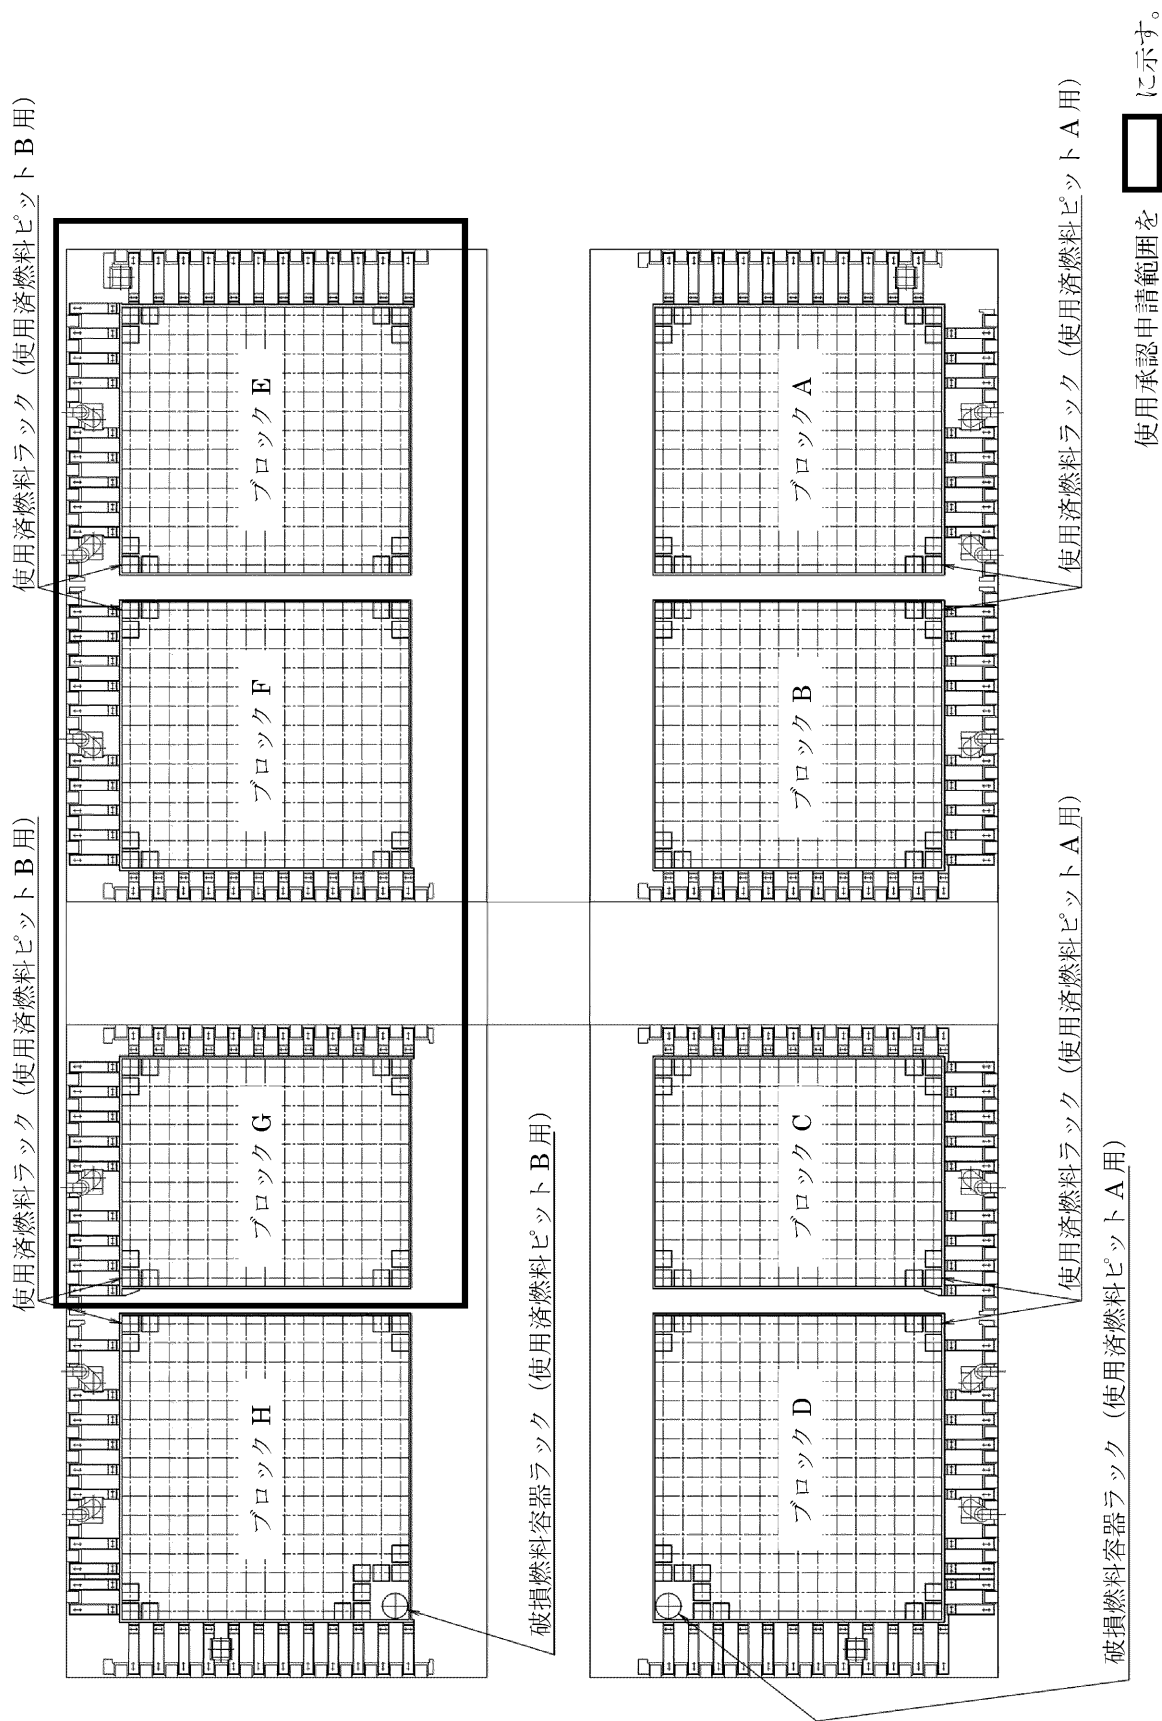 使用済燃料ラック（使用済燃料ピットB用）
使用済燃料ラック（使用済燃料ピットB用）
ブロックH
ブロックG
ブロックF
ブロックE
破損燃料容器ラック（使用済燃料ピットB用）
ブロックD
ブロックC
ブロックB
ブロックA
使用済燃料ラック（使用済燃料ピットA用）
使用済燃料ラック（使用済燃料ピットA用）
破損燃料容器ラック（使用済燃料ピットA用）
使用承認申請範囲を に示す。